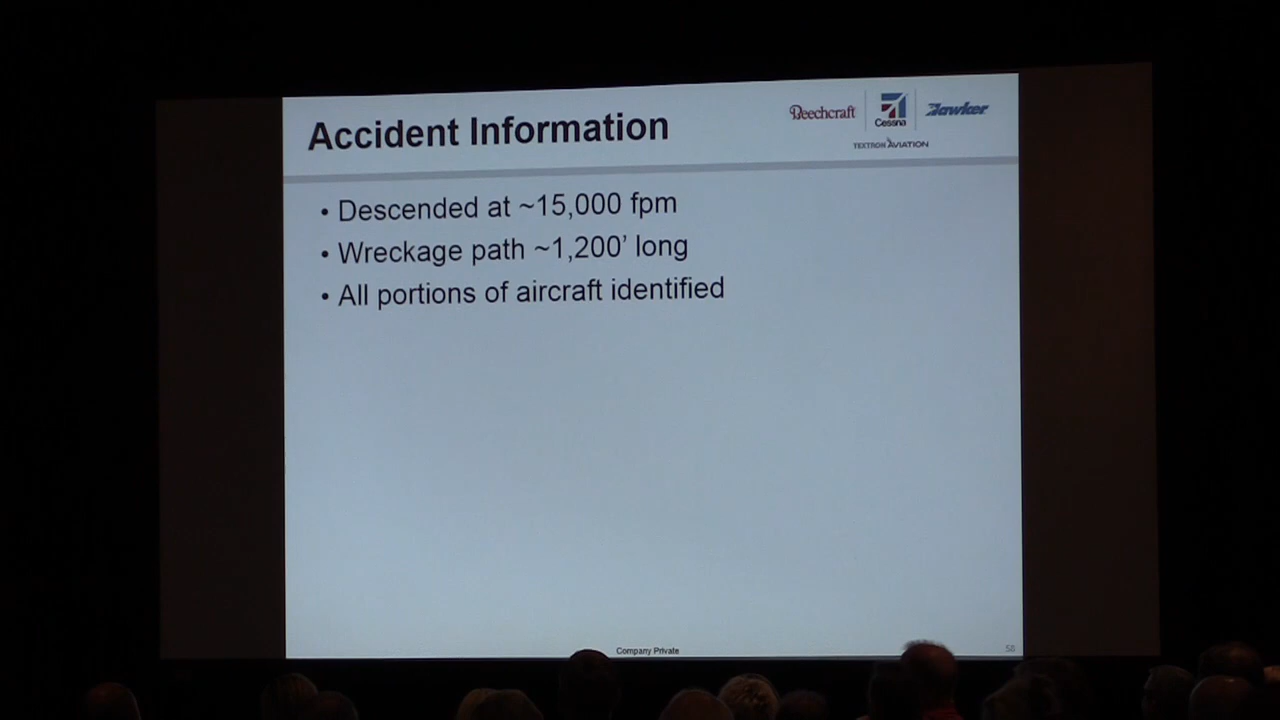 Accident Information
Beechcraft
Cessna
Hawker
TEXTRON AVIATION
• Descended at ~15,000 fpm
• Wreckage path ~1,200’ long
• All portions of aircraft identified
Company Private
58